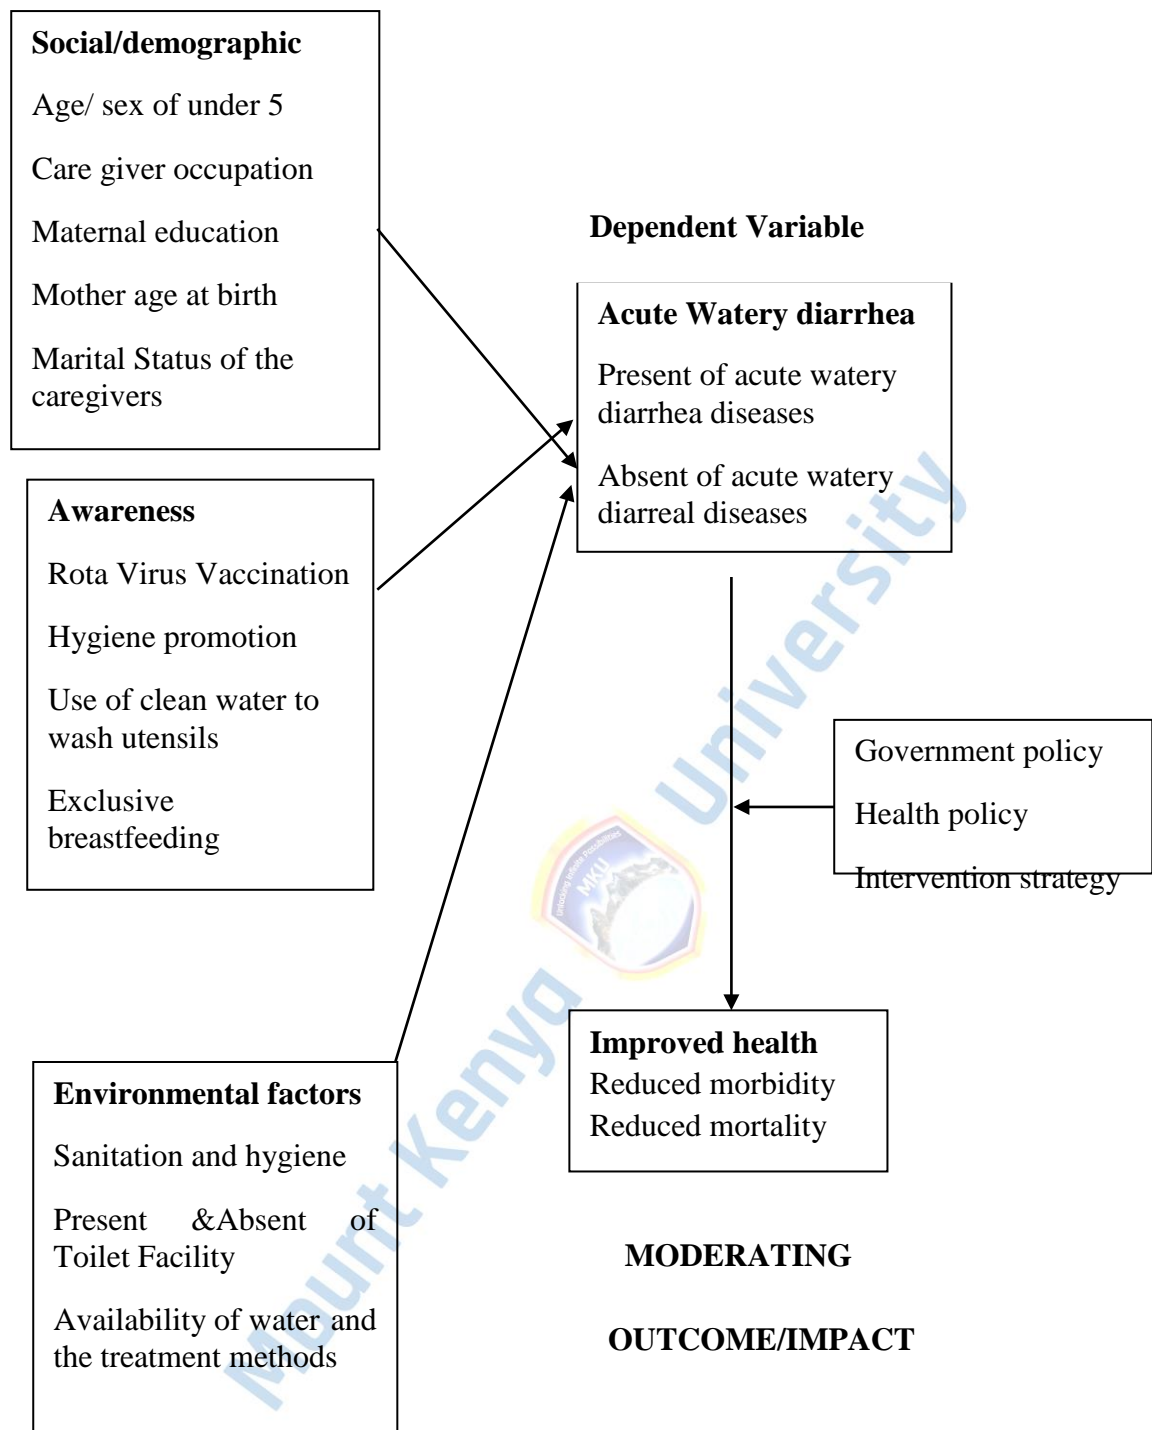 Social/demographic
Age/ sex of under 5
Care giver occupation
Maternal education
Mother age at birth
Marital Status of the
caregivers
Awareness
Rota Virus Vaccination
Hygiene promotion
Use of clean water to
wash utensils
Exclusive
breastfeeding
Environmental factors
Sanitation and hygiene
Present &Absent of
Toilet Facility
Availability of water and
the treatment methods
Dependent Variable
Acute Watery diarrhea
Present of acute watery
diarrhea diseases
Absent of acute watery
diarreal diseases
Government policy
Health policy
Intervention strategy
Improved health
Reduced morbidity
Reduced mortality
MODERATING
OUTCOME/IMPACT
Mount Kenya University
Unlocking Infinite Possibilities
MKU